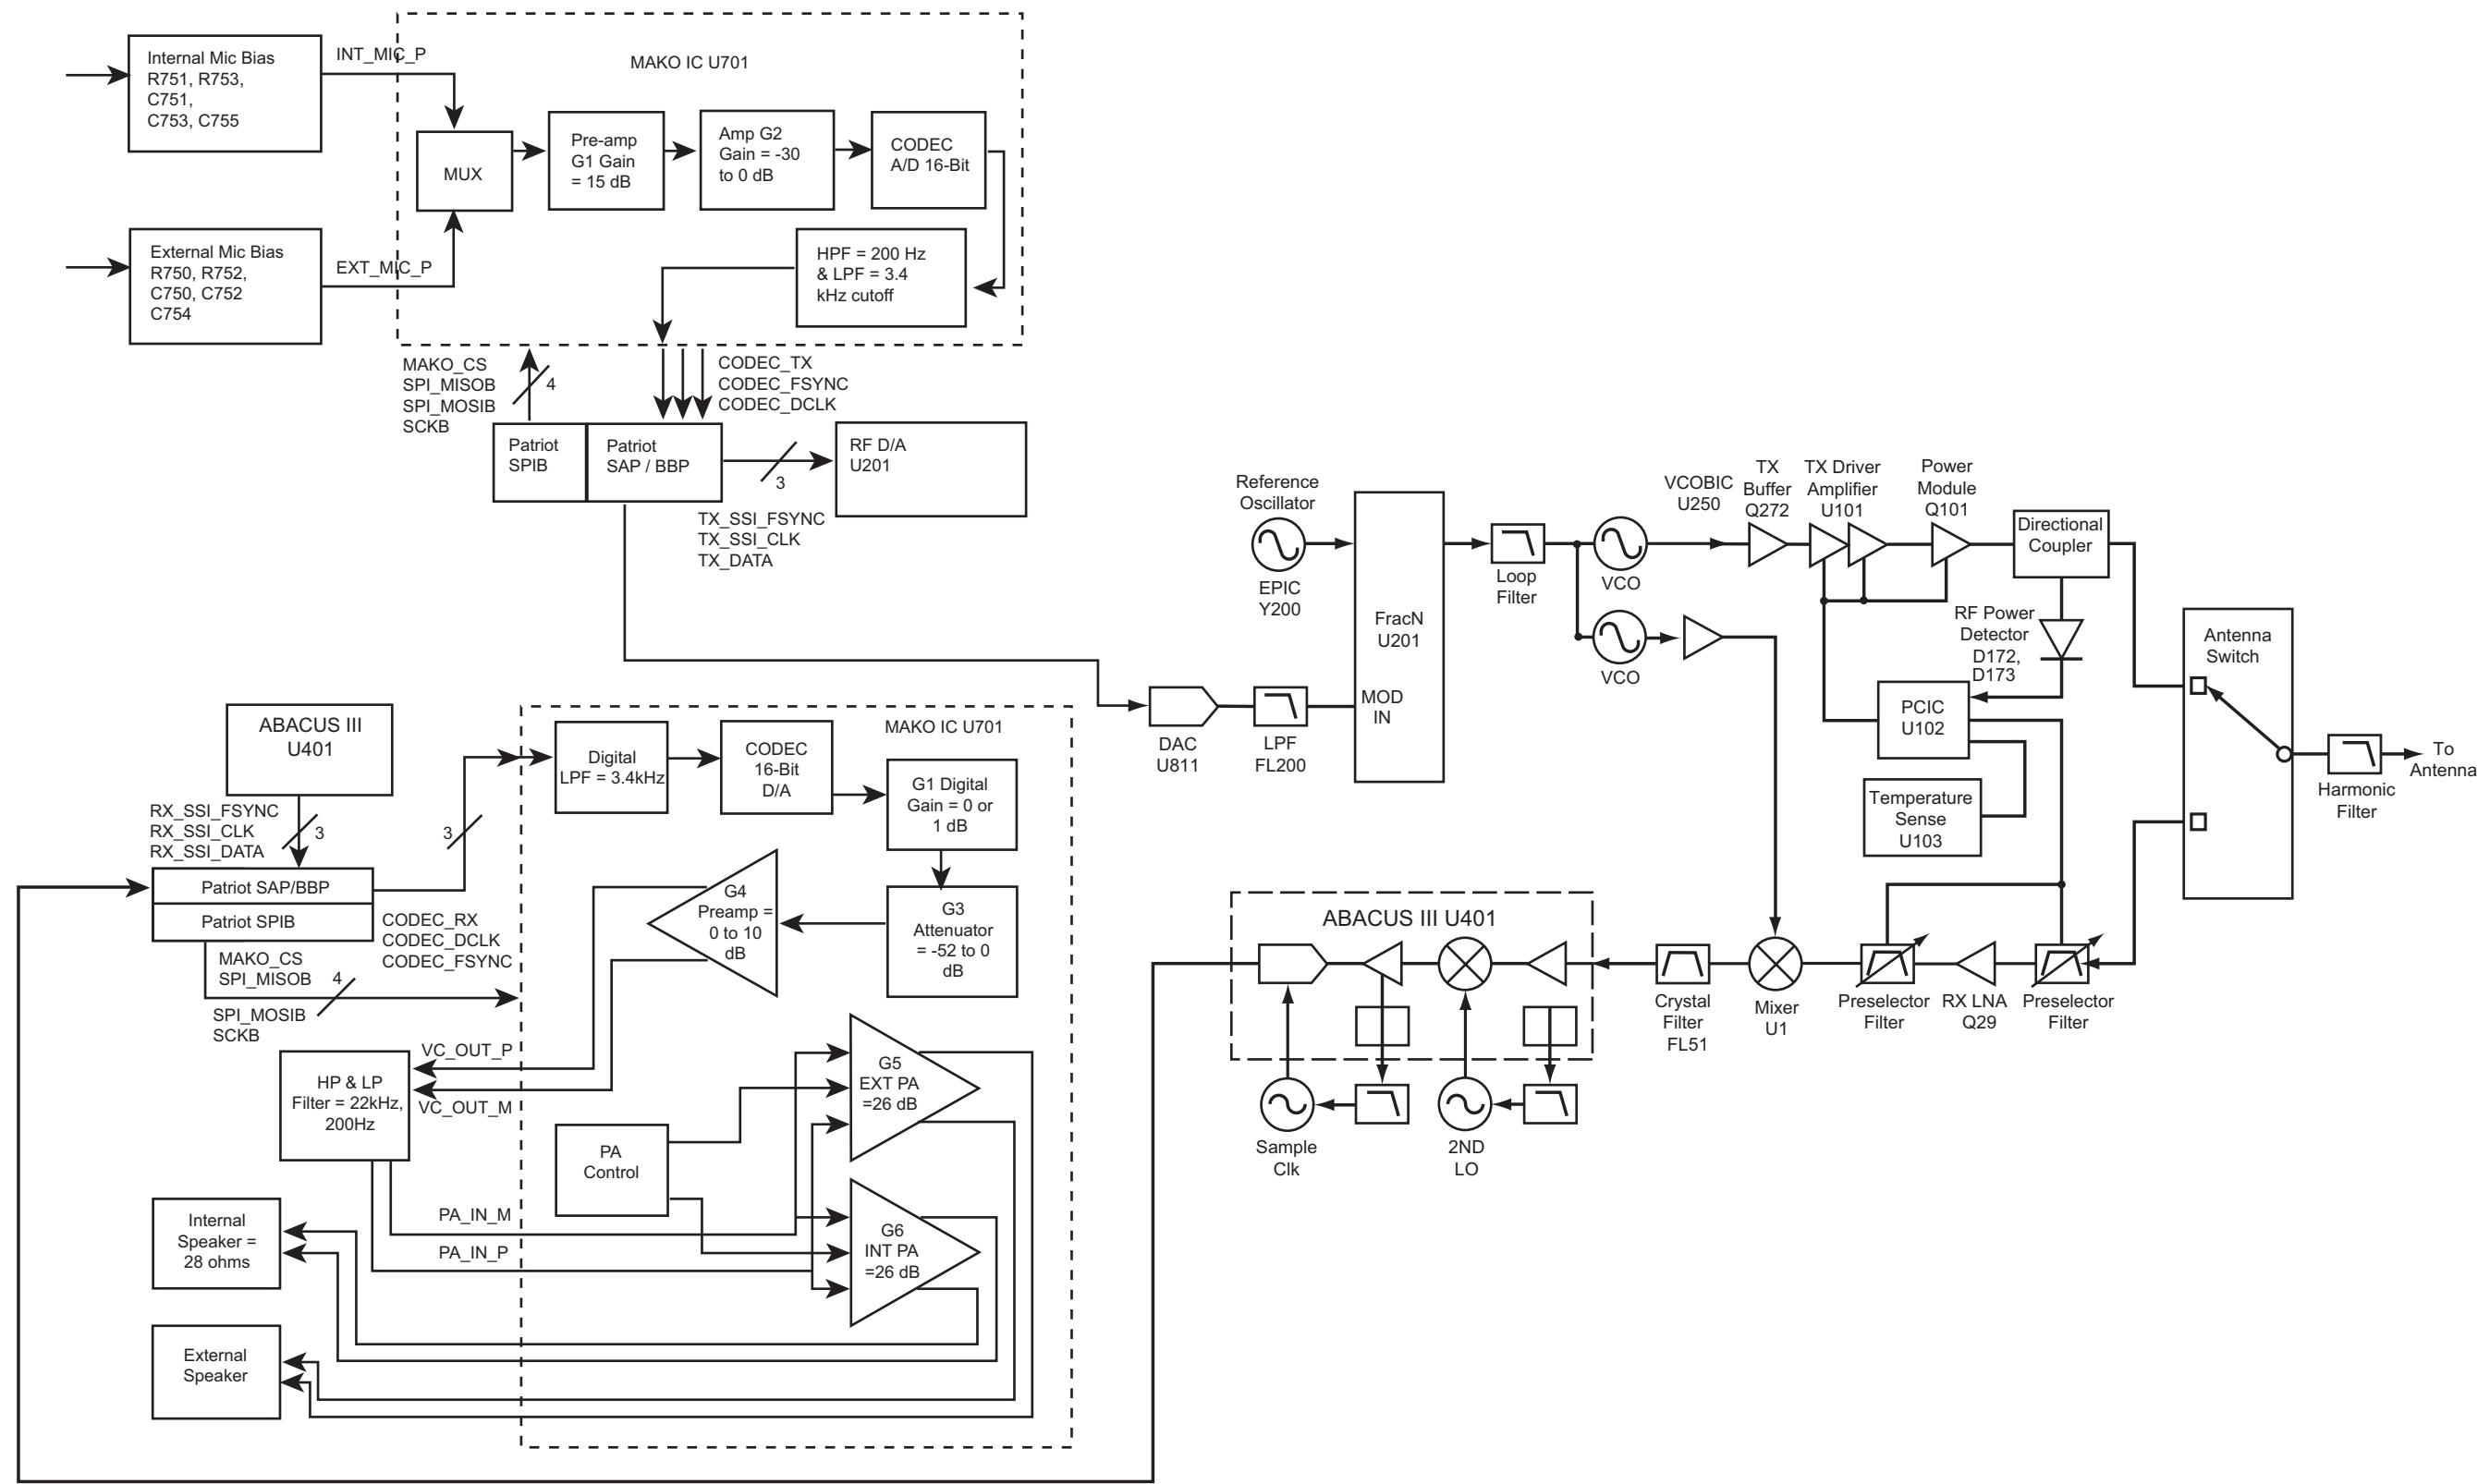 Internal Mic Bias
R751, R753,
C751,
C753, C755
INT_MIC_P
MAKO IC U701
MUX
Pre-amp
G1 Gain
= 15 dB
Amp G2
Gain = -30
to 0 dB
CODEC
A/D 16-Bit
External Mic Bias
R750, R752,
C750, C752
C754
EXT_MIC_P
HPF = 200 Hz
& LPF = 3.4
kHz cutoff
MAKO_CS
SPI_MISOB
SPI_MOSIB
SCKB
4
CODEC_TX
CODEC_FSYNC
CODEC_DCLK
Patriot
SPIB
Patriot
SAP / BBP
3
RF D/A
U201
TX_SSI_FSYNC
TX_SSI_CLK
TX_DATA
Reference
Oscillator
EPIC
Y200
FracN
U201
MOD
IN
Loop
Filter
VCO
VCO
VCOBIC
U250
TX
Buffer
Q272
TX Driver
Amplifier
U101
Power
Module
Q101
Directional
Coupler
RF Power
Detector
D172,
D173
PCIC
U102
Temperature
Sense
U103
Antenna
Switch
Harmonic
Filter
To
Antenna
DAC
U811
LPF
FL200
ABACUS III
U401
RX_SSI_FSYNC
RX_SSI_CLK
RX_SSI_DATA
3
3
Patriot SAP/BBP
Patriot SPIB
CODEC_RX
CODEC_DCLK
CODEC_FSYNC
MAKO_CS
SPI_MISOB
4
SPI_MOSIB
SCKB
MAKO IC U701
Digital
LPF = 3.4kHz
CODEC
16-Bit
D/A
G1 Digital
Gain = 0 or
1 dB
G3
Attenuator
= -52 to 0
dB
G4
Preamp =
0 to 10
dB
VC_OUT_P
VC_OUT_M
HP & LP
Filter = 22kHz,
200Hz
PA
Control
G5
EXT PA
=26 dB
G6
INT PA
=26 dB
PA_IN_M
PA_IN_P
Internal
Speaker =
28 ohms
External
Speaker
ABACUS III U401
Sample
Clk
2ND
LO
Crystal
Filter
FL51
Mixer
U1
Preselector
Filter
RX LNA
Q29
Preselector
Filter